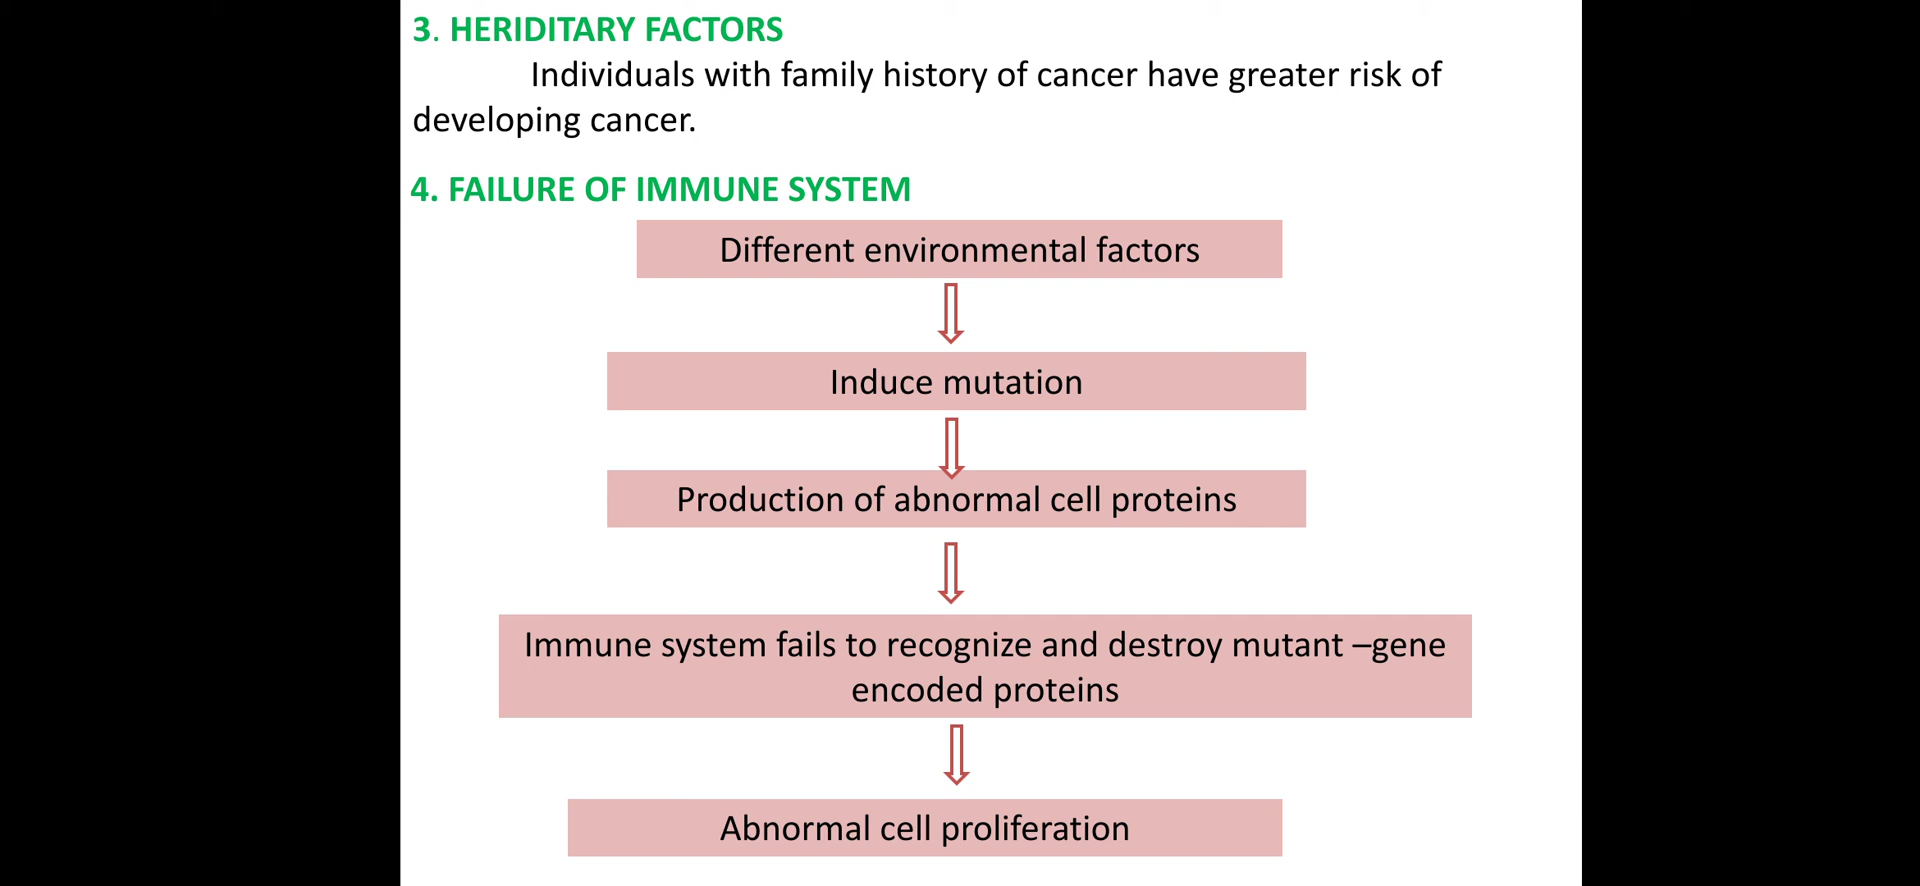 3. HERIDITARY FACTORS
Individuals with family history of cancer have greater risk of
developing cancer.
4. FAILURE OF IMMUNE SYSTEM
Different environmental factors
Induce mutation
Production of abnormal cell proteins
Immune system fails to recognize and destroy mutant –gene
encoded proteins
Abnormal cell proliferation